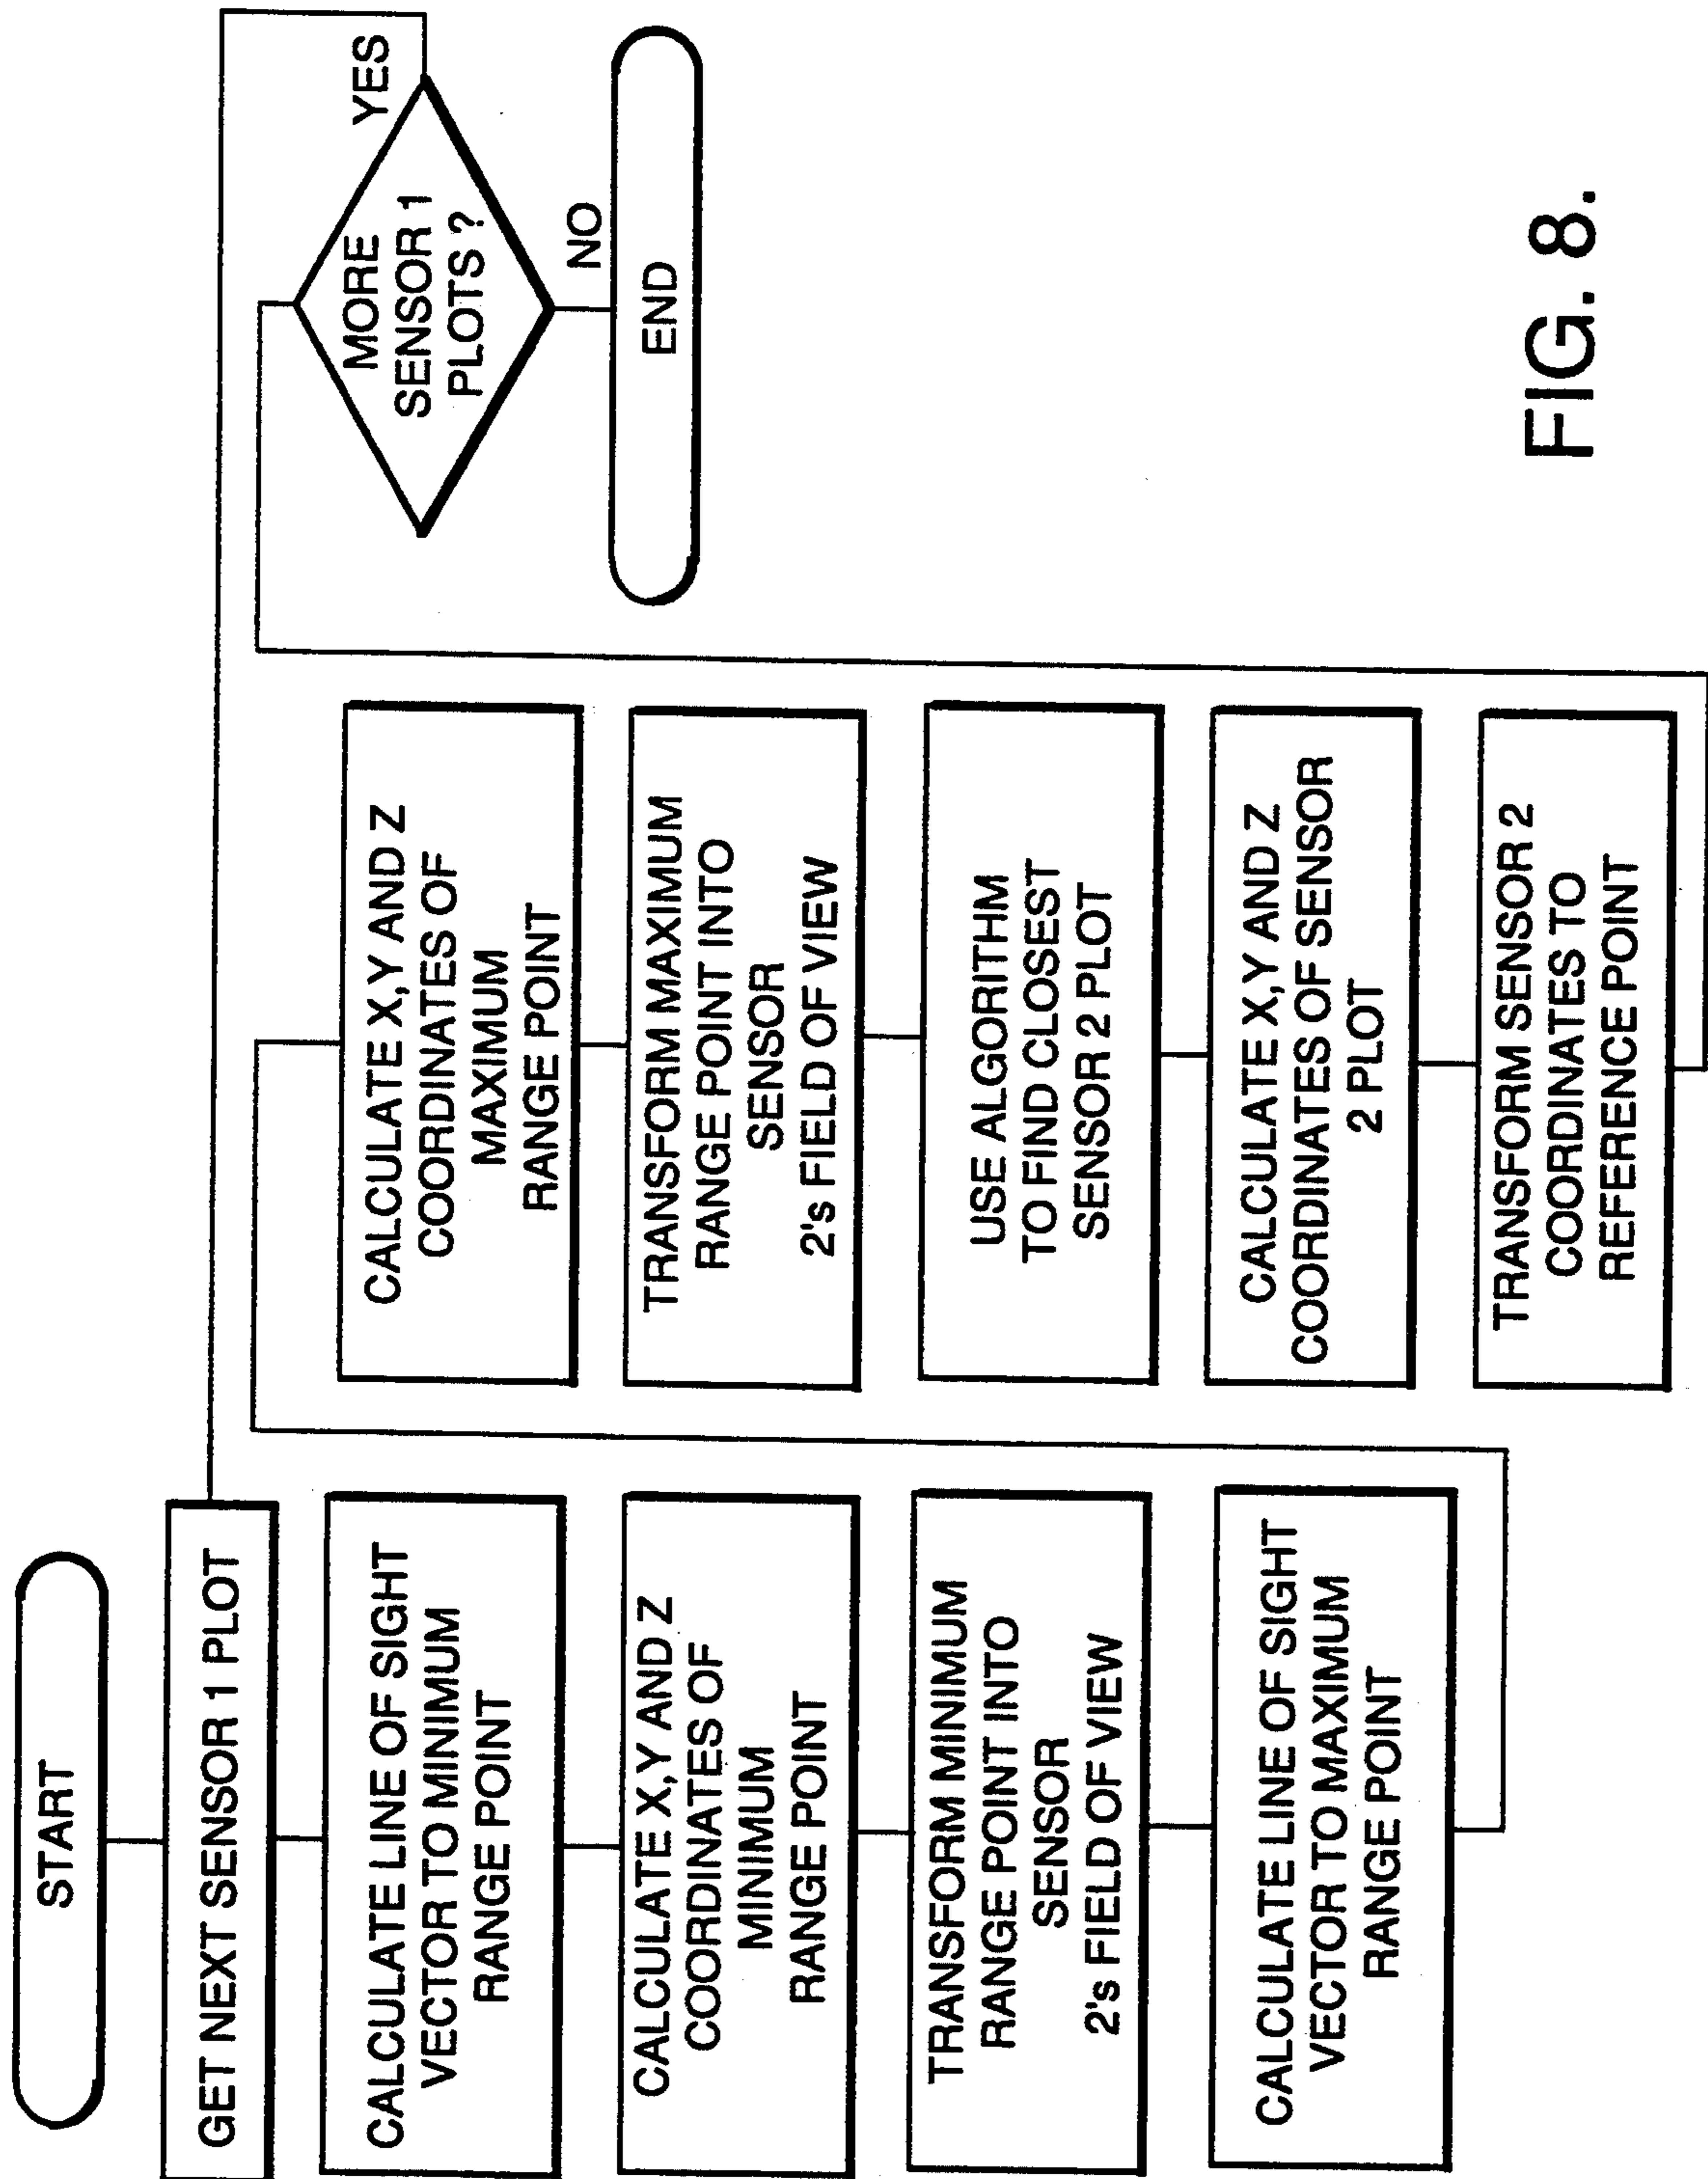 START
GET NEXT SENSOR 1 PLOT
CALCULATE LINE OF SIGHT
VECTOR TO MINIMUM
RANGE POINT
CALCULATE X,Y AND Z
COORDINATES OF
MINIMUM
RANGE POINT
TRANSFORM MINIMUM
RANGE POINT INTO
SENSOR
2's FIELD OF VIEW
CALCULATE LINE OF SIGHT
VECTOR TO MAXIMUM
RANGE POINT
CALCULATE X,Y AND Z
COORDINATES OF
MAXIMUM
RANGE POINT
TRANSFORM MAXIMUM
RANGE POINT INTO
SENSOR
2's FIELD OF VIEW
USE ALGORITHM
TO FIND CLOSEST
SENSOR 2 PLOT
CALCULATE X,Y AND Z
COORDINATES OF SENSOR
2 PLOT
TRANSFORM SENSOR 2
COORDINATES TO
REFERENCE POINT
MORE
SENSOR 1
PLOTS ?
YES
NO
END
FIG. 8.